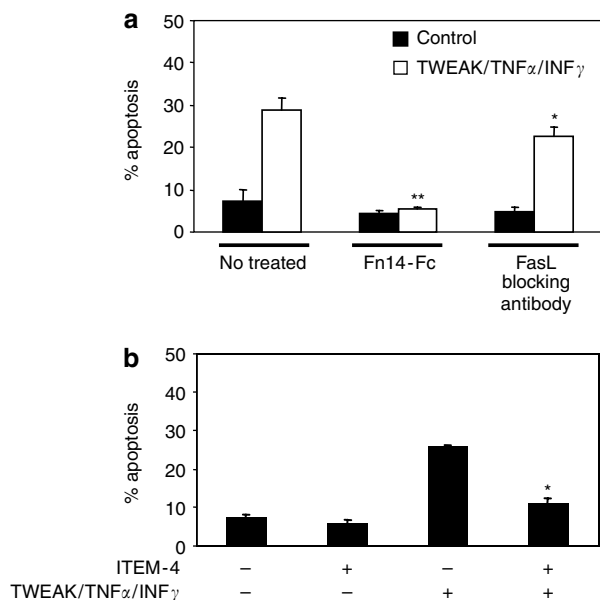 a
50
40
30
20
10
0
% apoptosis
Control
TWEAK/TNFα/INFγ
**
*
No treated
Fn14-Fc
FasL
blocking
antibody
b
50
40
30
20
10
0
% apoptosis
*
ITEM-4 – + – +
TWEAK/TNFα/INFγ – – + +